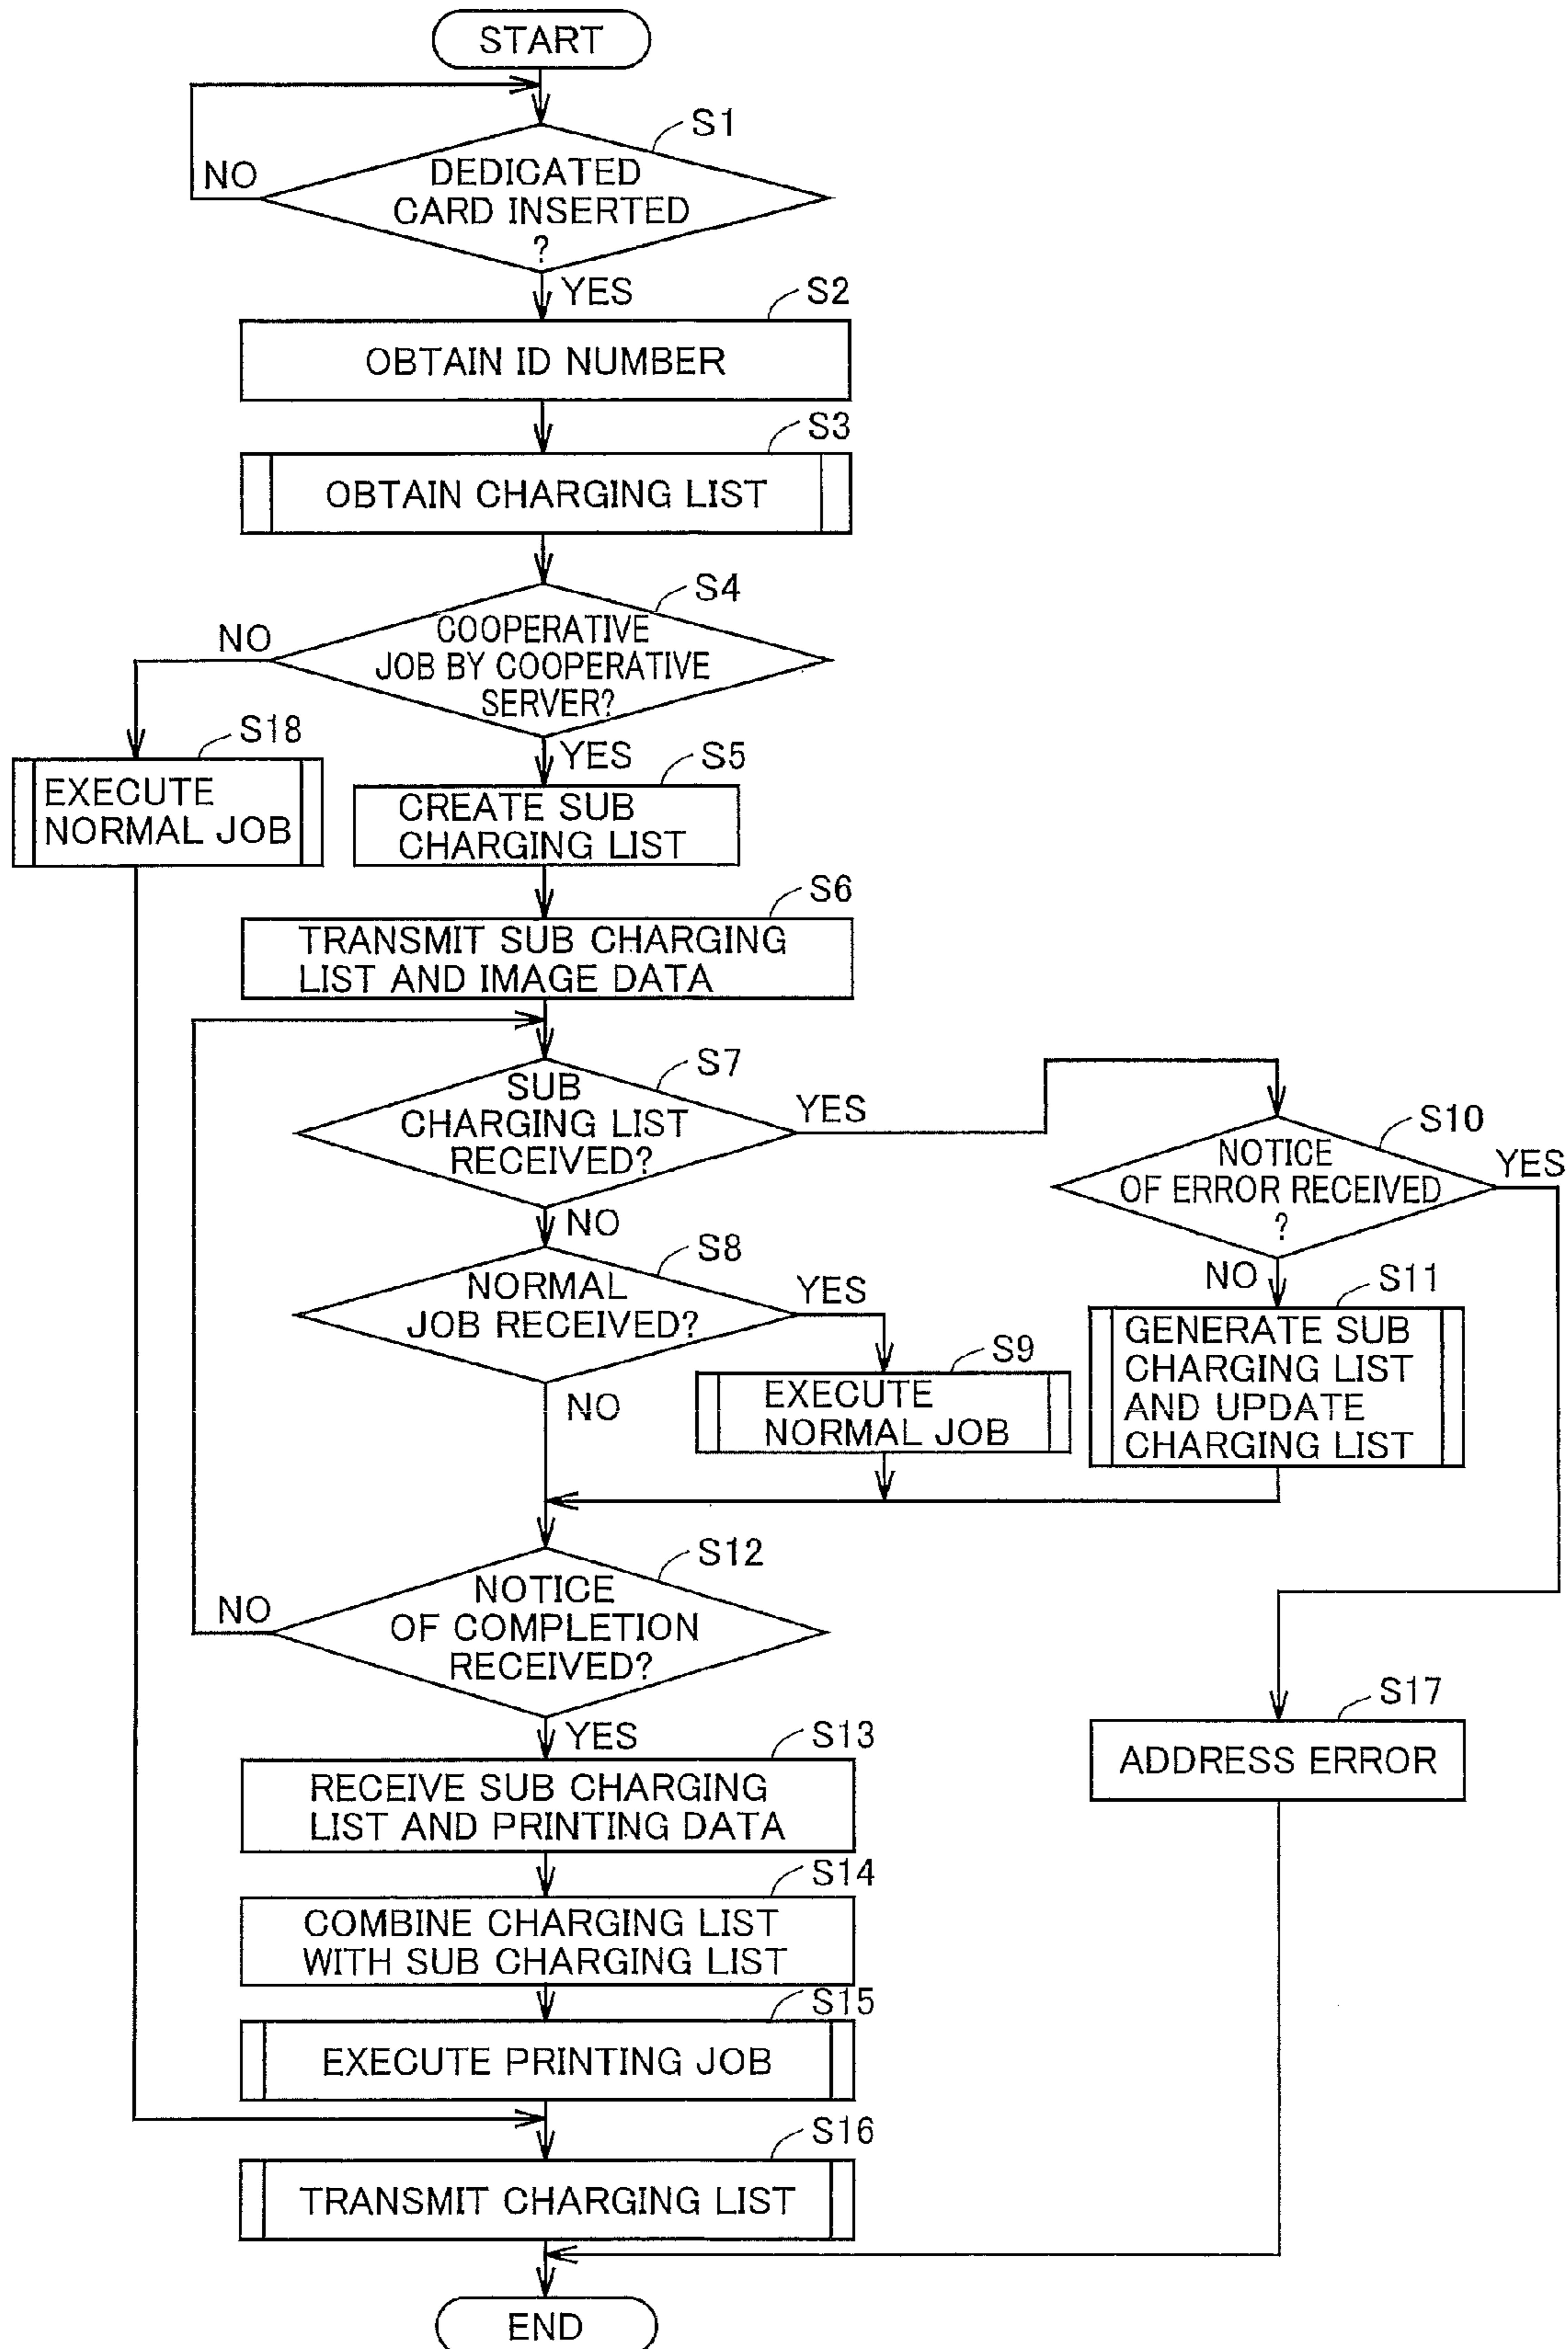 START
S1
NO
DEDICATED
CARD INSERTED
?
YES
S2
OBTAIN ID NUMBER
S3
OBTAIN CHARGING LIST
S4
NO
COOPERATIVE
JOB BY COOPERATIVE
SERVER?
S18
YES
S5
EXECUTE
NORMAL JOB
CREATE SUB
CHARGING LIST
S6
TRANSMIT SUB CHARGING
LIST AND IMAGE DATA
S7
SUB
CHARGING LIST
RECEIVED?
YES
S10
NOTICE
OF ERROR RECEIVED
?
YES
NO
S8
NORMAL
JOB RECEIVED?
YES
NO
S11
GENERATE SUB
CHARGING LIST
AND UPDATE
CHARGING LIST
S9
EXECUTE
NORMAL JOB
NO
S12
NOTICE
OF COMPLETION
RECEIVED?
NO
YES
S13
RECEIVE SUB CHARGING
LIST AND PRINTING DATA
S17
ADDRESS ERROR
S14
COMBINE CHARGING LIST
WITH SUB CHARGING LIST
S15
EXECUTE PRINTING JOB
S16
TRANSMIT CHARGING LIST
END